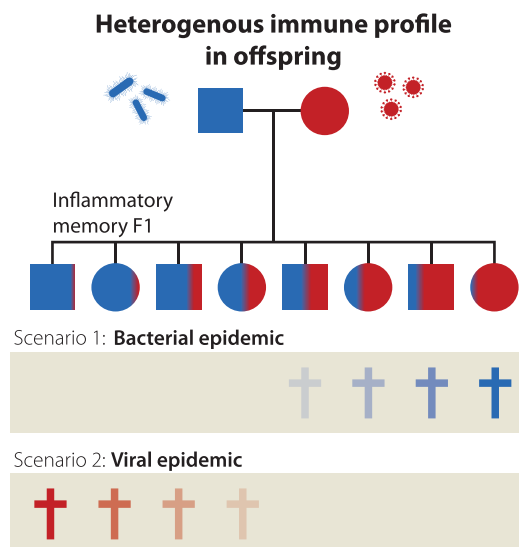 Heterogenous immune profile
in offspring
Inflammatory
memory F1
Scenario 1: Bacterial epidemic
Scenario 2: Viral epidemic